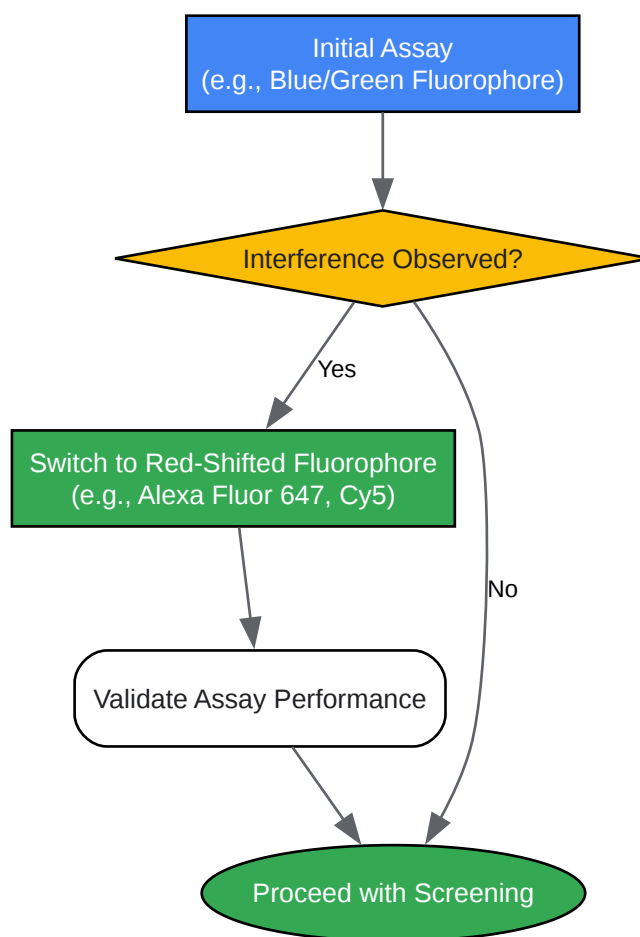 Initial Assay
(e.g., Blue/Green Fluorophore)
Interference Observed?
Yes
Switch to Red-Shifted Fluorophore
(e.g., Alexa Fluor 647, Cy5)
No
Validate Assay Performance
Proceed with Screening